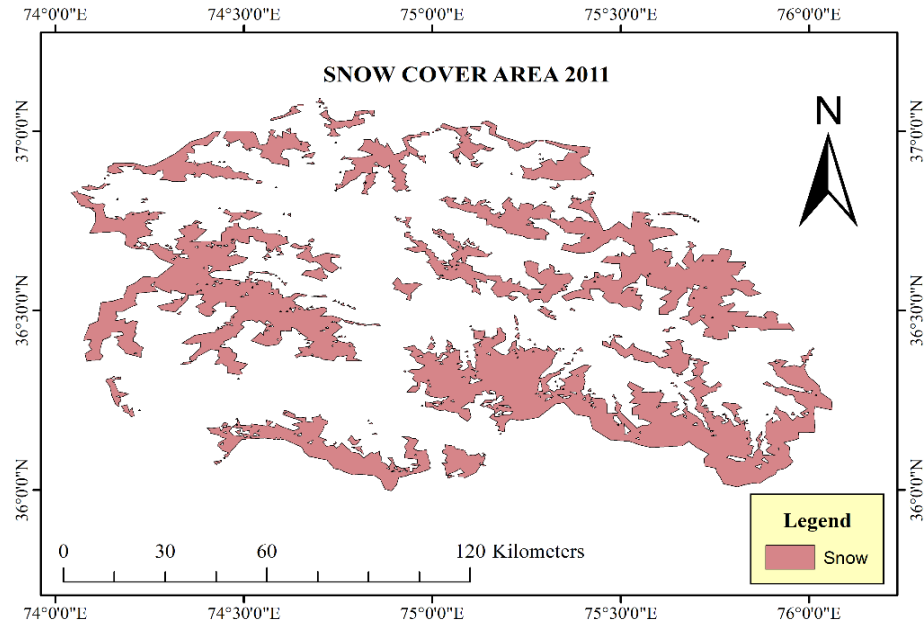 74°0'0"E 74°30'0"E 75°0'0"E 75°30'0"E 76°0'0"E
SNOW COVER AREA 2011
N
37°0'0"N 37°0'0"N
36°30'0"N 36°30'0"N
36°0'0"N 36°0'0"N
Legend
Snow
0 30 60 120 Kilometers
74°0'0"E 74°30'0"E 75°0'0"E 75°30'0"E 76°0'0"E